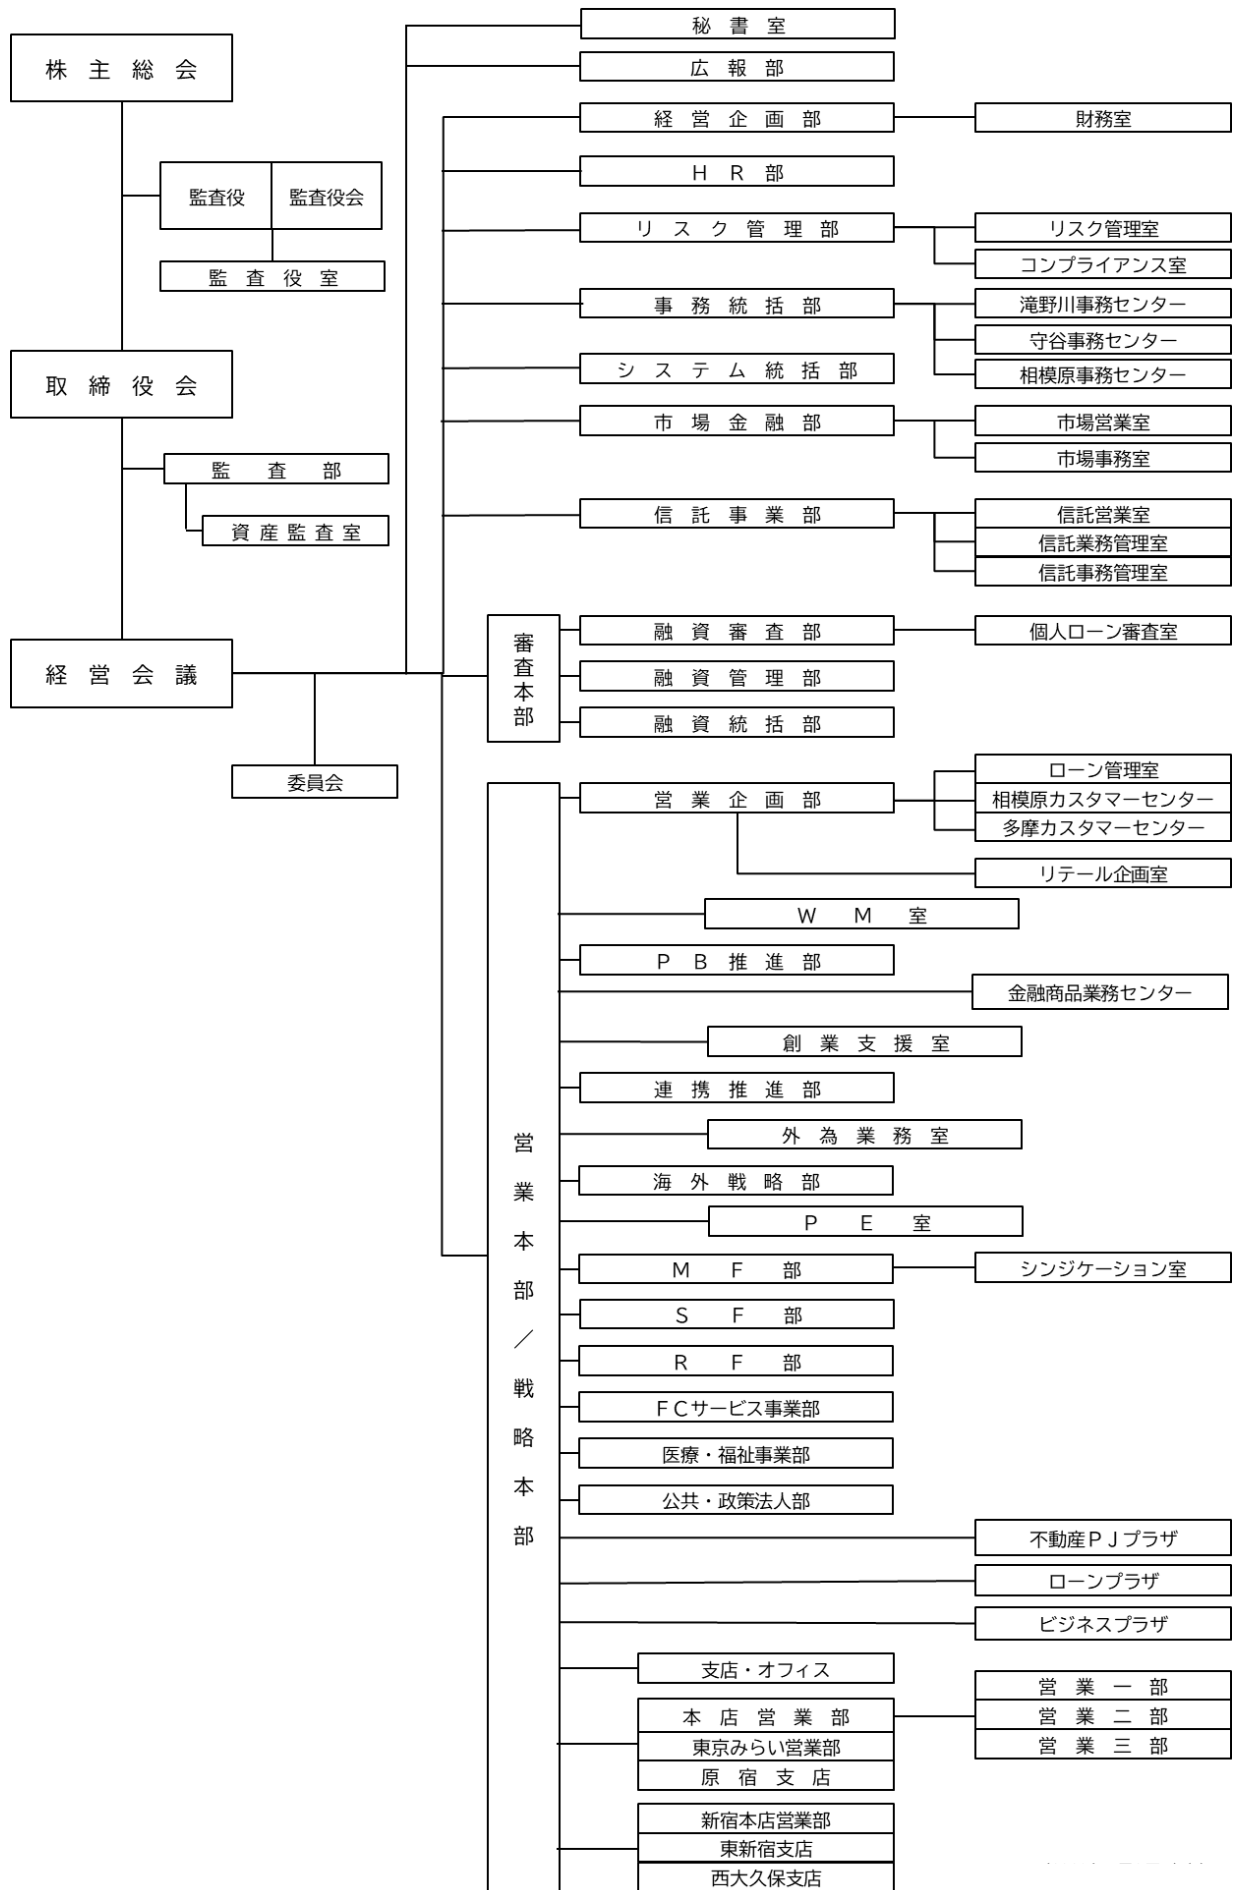 株主総会
監査役 監査役会
監査役室
取締役会
監査部
資産監査室
経営会議
委員会
秘書室
広報部
経営企画部 財務室
ＨＲ部
リスク管理部 リスク管理室
コンプライアンス室
事務統括部 滝野川事務センター
守谷事務センター
相模原事務センター
システム統括部
市場金融部 市場営業室
市場事務室
信託事業部 信託営業室
信託業務管理室
信託事務管理室
審査本部
融資審査部 個人ローン審査室
融資管理部
融資統括部
営業本部／戦略本部
営業企画部 ローン管理室
相模原カスタマーセンター
多摩カスタマーセンター
リテール企画室
ＷＭ室
ＰＢ推進部
金融商品業務センター
創業支援室
連携推進部
外為業務室
海外戦略部
ＰＥ室
ＭＦ部 シンジケーション室
ＳＦ部
ＲＦ部
ＦＣサービス事業部
医療・福祉事業部
公共・政策法人部
不動産ＰＪプラザ
ローンプラザ
ビジネスプラザ
支店・オフィス
本店営業部 営業一部
営業二部
営業三部
東京みらい営業部
原宿支店
新宿本店営業部
東新宿支店
西大久保支店